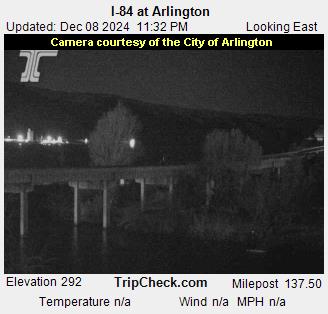 I-84 at Arlington
Updated: Dec 08 2024 11:32 PM Looking East
Camera courtesy of the City of Arlington
Elevation 292 TripCheck.com Milepost 137.50
Temperature n/a Wind n/a MPH n/a